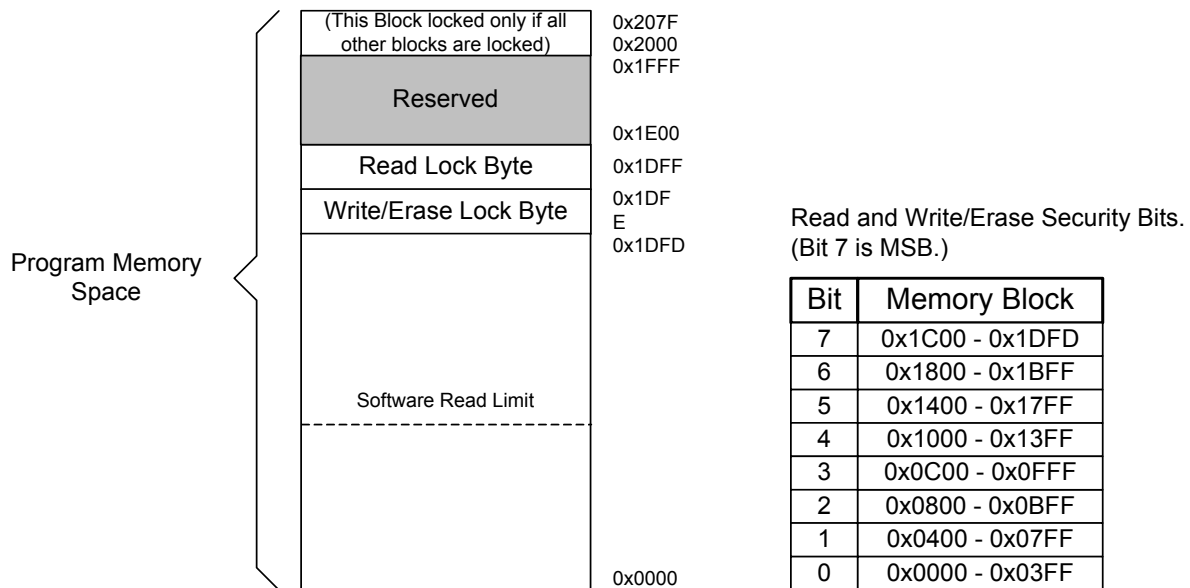 (This Block locked only if all
other blocks are locked)
0x207F
0x2000
0x1FFF
Reserved
0x1E00
Read Lock Byte
0x1DFF
Write/Erase Lock Byte
0x1DF
E
0x1DFD
Program Memory
Space
Software Read Limit
0x0000
Read and Write/Erase Security Bits.
(Bit 7 is MSB.)
Bit Memory Block
7 0x1C00 - 0x1DFD
6 0x1800 - 0x1BFF
5 0x1400 - 0x17FF
4 0x1000 - 0x13FF
3 0x0C00 - 0x0FFF
2 0x0800 - 0x0BFF
1 0x0400 - 0x07FF
0 0x0000 - 0x03FF